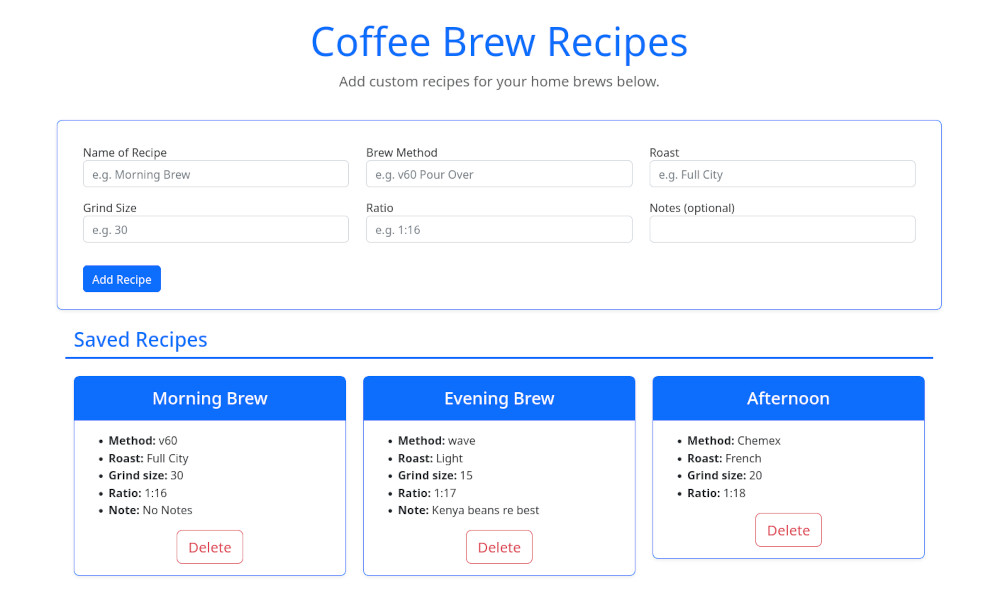 Coffee Brew Recipes
Add custom recipes for your home brews below.
Name of Recipe
e.g. Morning Brew
Brew Method
e.g. v60 Pour Over
Roast
e.g. Full City
Grind Size
e.g. 30
Ratio
e.g. 1:16
Notes (optional)
Add Recipe
Saved Recipes
Morning Brew
Method: v60
Roast: Full City
Grind size: 30
Ratio: 1:16
Note: No Notes
Delete
Evening Brew
Method: wave
Roast: Light
Grind size: 15
Ratio: 1:17
Note: Kenya beans re best
Delete
Afternoon
Method: Chemex
Roast: French
Grind size: 20
Ratio: 1:18
Delete